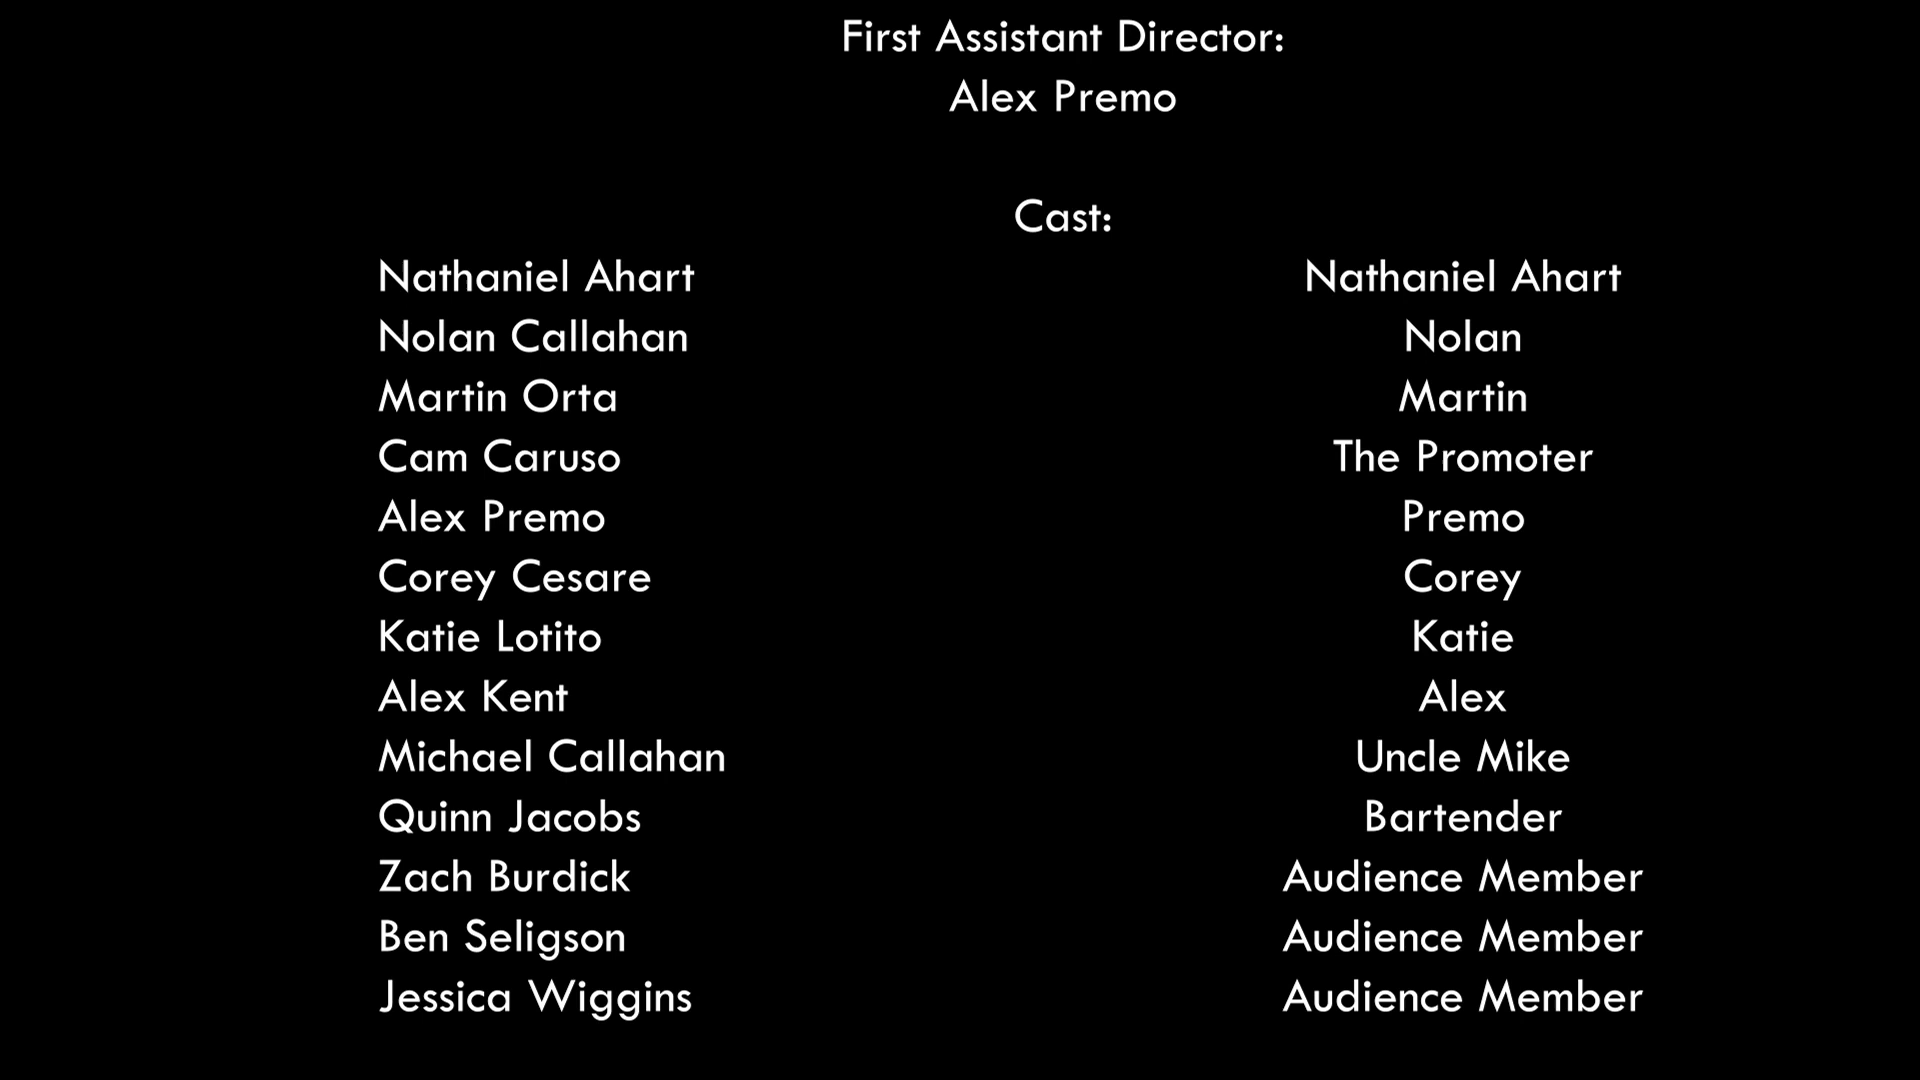 First Assistant Director:
Alex Premo
Cast:
Nathaniel Ahart Nathaniel Ahart
Nolan Callahan Nolan
Martin Orta Martin
Cam Caruso The Promoter
Alex Premo Premo
Corey Cesare Corey
Katie Lotito Katie
Alex Kent Alex
Michael Callahan Uncle Mike
Quinn Jacobs Bartender
Zach Burdick Audience Member
Ben Seligson Audience Member
Jessica Wiggins Audience Member